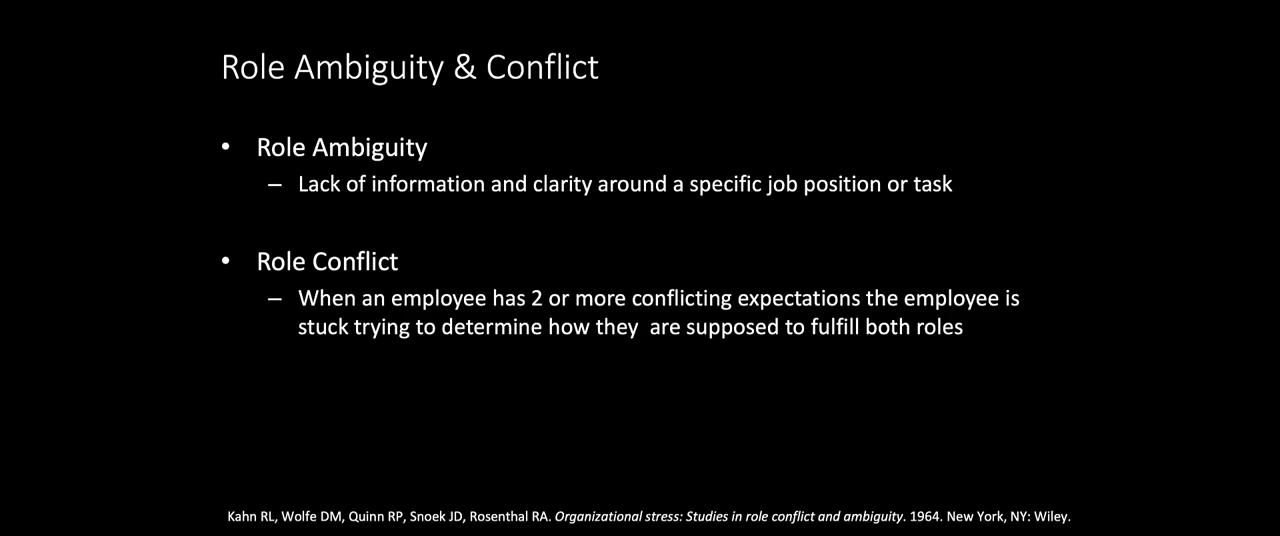 Role Ambiguity & Conflict
• Role Ambiguity
– Lack of information and clarity around a specific job position or task
• Role Conflict
– When an employee has 2 or more conflicting expectations the employee is
stuck trying to determine how they  are supposed to fulfill both roles
Kahn RL, Wolfe DM, Quinn RP, Snoek JD, Rosenthal RA. Organizational stress: Studies in role conflict and ambiguity. 1964. New York, NY: Wiley.